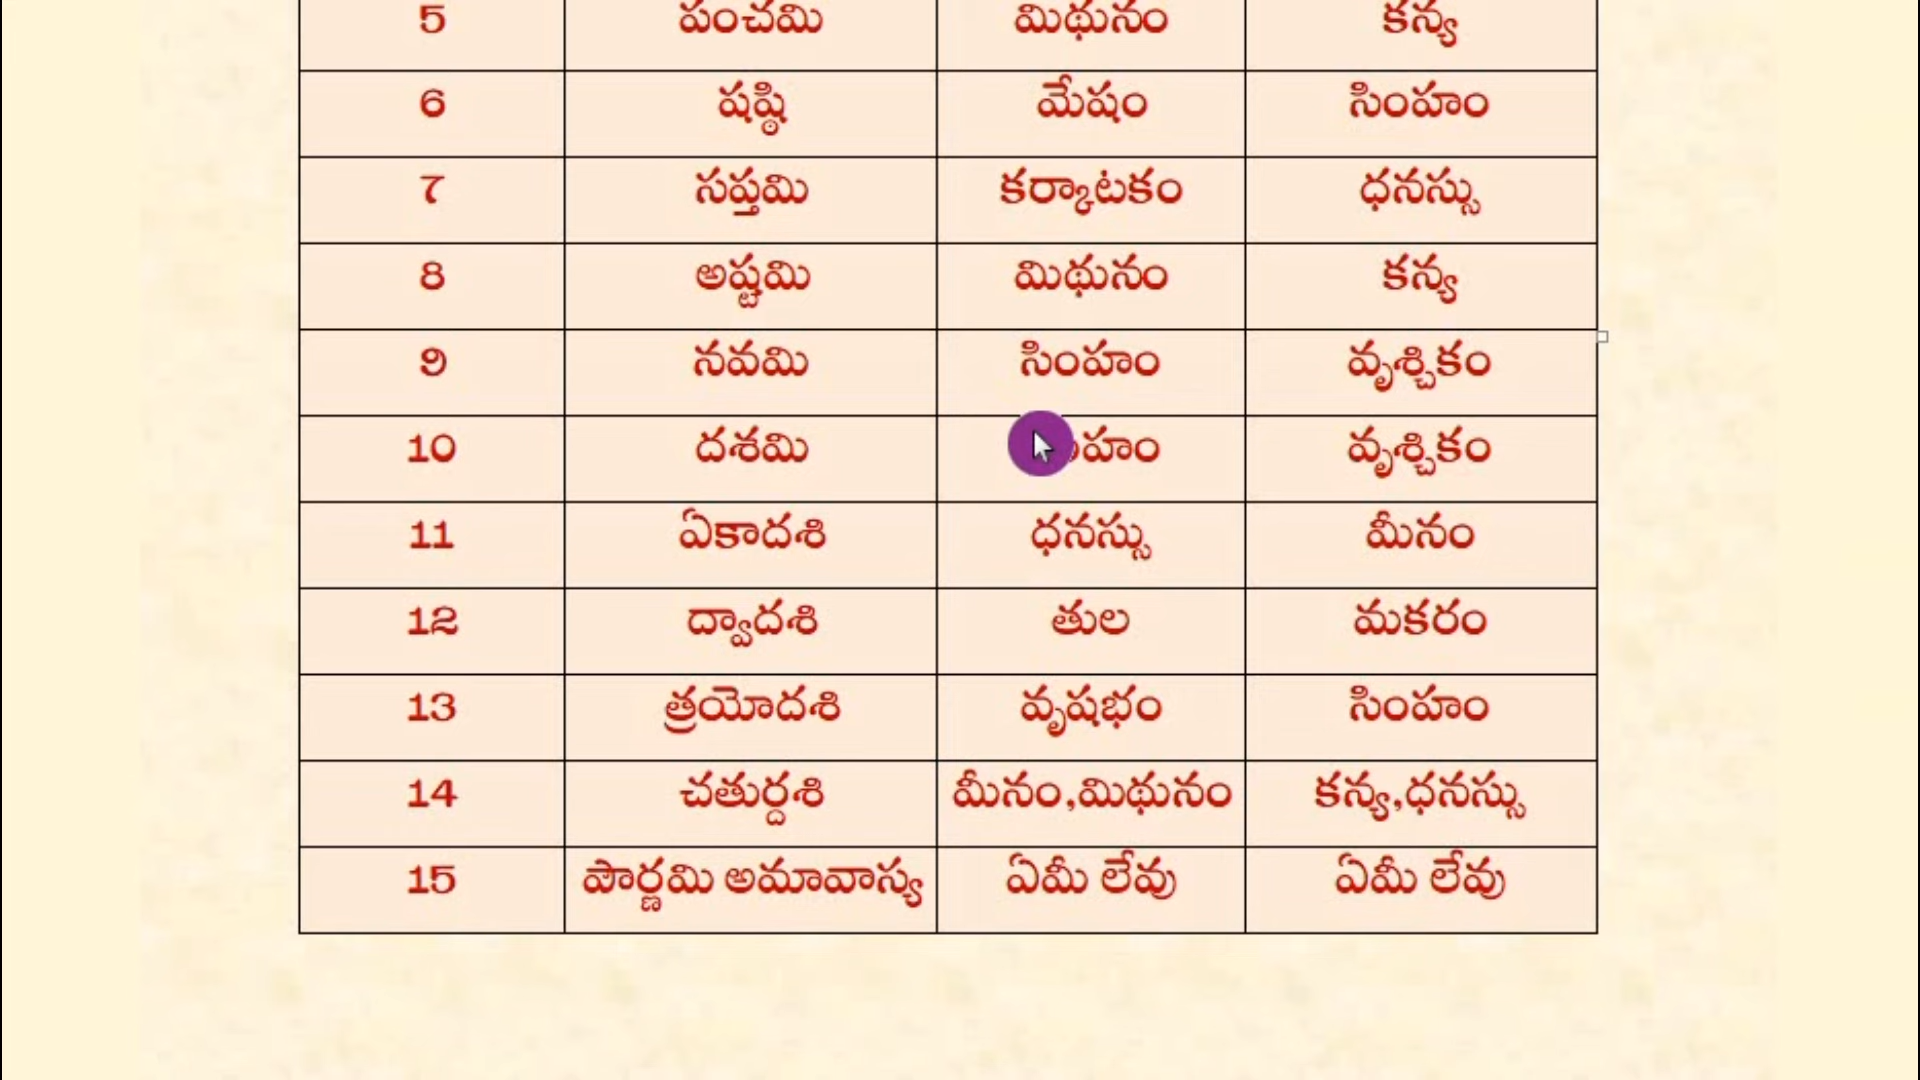 5 పంచమి మిథునం కన్య
6 షష్ఠి మేషం సింహం
7 సప్తమి కర్కాటకం ధనస్సు
8 అష్టమి మిథునం కన్య
9 నవమి సింహం వృశ్చికం
10 దశమి వృశ్చికం
11 ఏకాదశి ధనస్సు మీనం
12 ద్వాదశి తుల మకరం
13 త్రయోదశి వృషభం సింహం
14 చతుర్దశి మీనం,మిథునం కన్య,ధనస్సు
15 పౌర్ణమి అమావాస్య ఏమీ లేవు ఏమీ లేవు